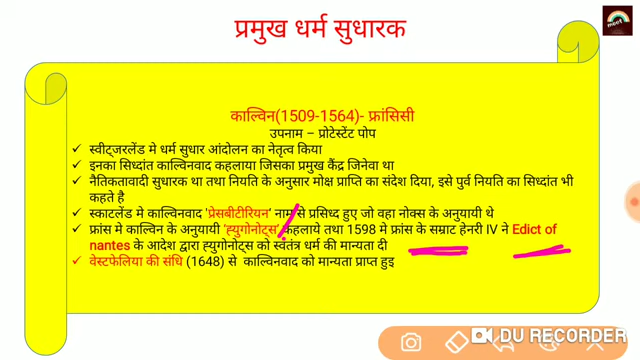 प्रमुख धर्म सुधारक
meet
काल्विन(1509-1564)- फ्रांसिसी
उपनाम – प्रोटेस्टेंट पोप
✓ स्वीट्जरलेंड मे धर्म सुधार आंदोलन का नेतृत्व किया
✓ इनका सिध्दांत काल्विनवाद कहलाया जिसका प्रमुख कैंद्र जिनेवा था
✓ नैतिकतावादी सुधारक था तथा नियति के अनुसार मोक्ष प्राप्ति का संदेश दिया, इसे पुर्व नियति का सिध्दांत भी
कहते है
✓ स्काटलेंड मे काल्विनवाद 'प्रेसबीटीरियन' नाम से प्रसिध्द हुए जो वहा नोक्स के अनुयायी थे
✓ फ्रांस मे काल्विन के अनुयायी 'ह्युगोनोट्स' कहलाये तथा 1598 मे फ्रांस के सम्राट हेनरी IV ने Edict of
nantes के आदेश द्वारा ह्युगोनोट्स को स्वतंत्र धर्म की मान्यता दी
✓ वेस्टफेलिया की संधि (1648) से काल्विनवाद को मान्यता प्राप्त हुइ
DU RECORDER